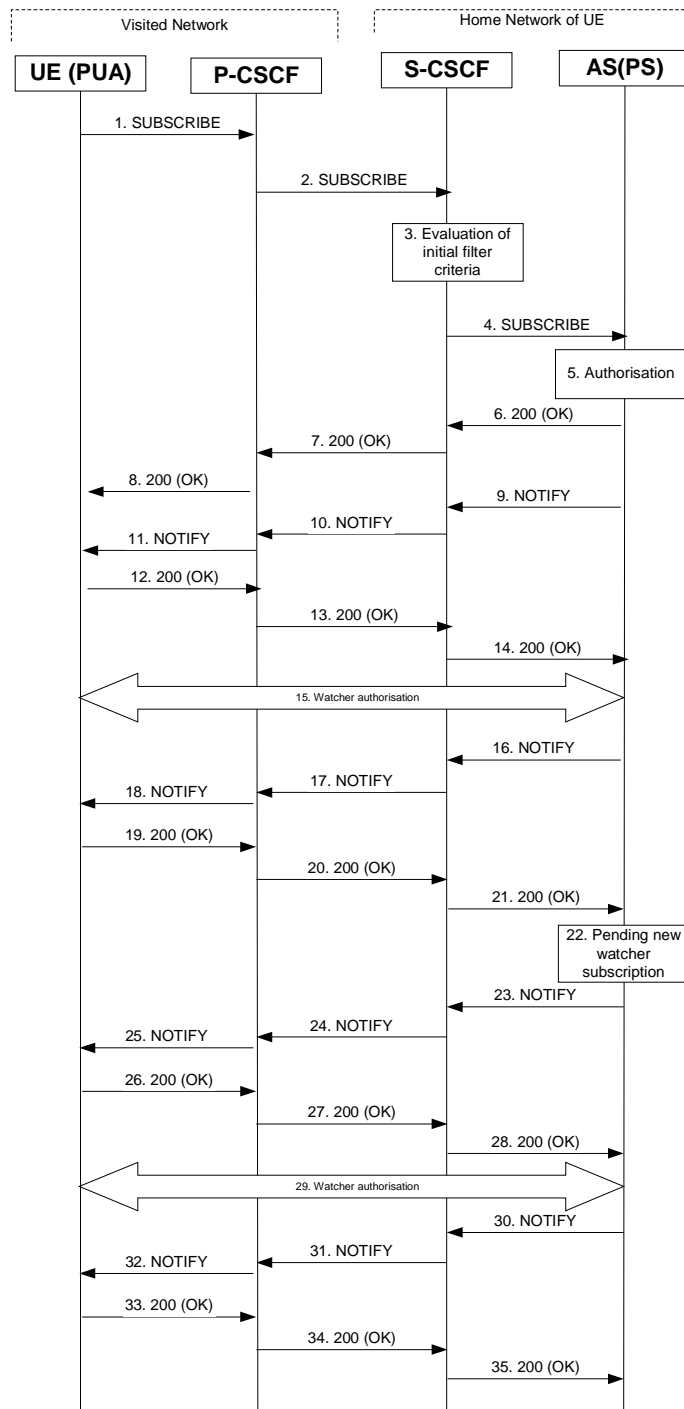 Visited Network
Home Network of UE
UE (PUA)
P-CSCF
S-CSCF
AS(PS)
1. SUBSCRIBE
2. SUBSCRIBE
3. Evaluation of
initial filter
criteria
4. SUBSCRIBE
5. Authorisation
6. 200 (OK)
7. 200 (OK)
8. 200 (OK)
9. NOTIFY
10. NOTIFY
11. NOTIFY
12. 200 (OK)
13. 200 (OK)
14. 200 (OK)
15. Watcher authorisation
16. NOTIFY
17. NOTIFY
18. NOTIFY
19. 200 (OK)
20. 200 (OK)
21. 200 (OK)
22. Pending new
watcher
subscription
23. NOTIFY
24. NOTIFY
25. NOTIFY
26. 200 (OK)
27. 200 (OK)
28. 200 (OK)
29. Watcher authorisation
30. NOTIFY
31. NOTIFY
32. NOTIFY
33. 200 (OK)
34. 200 (OK)
35. 200 (OK)